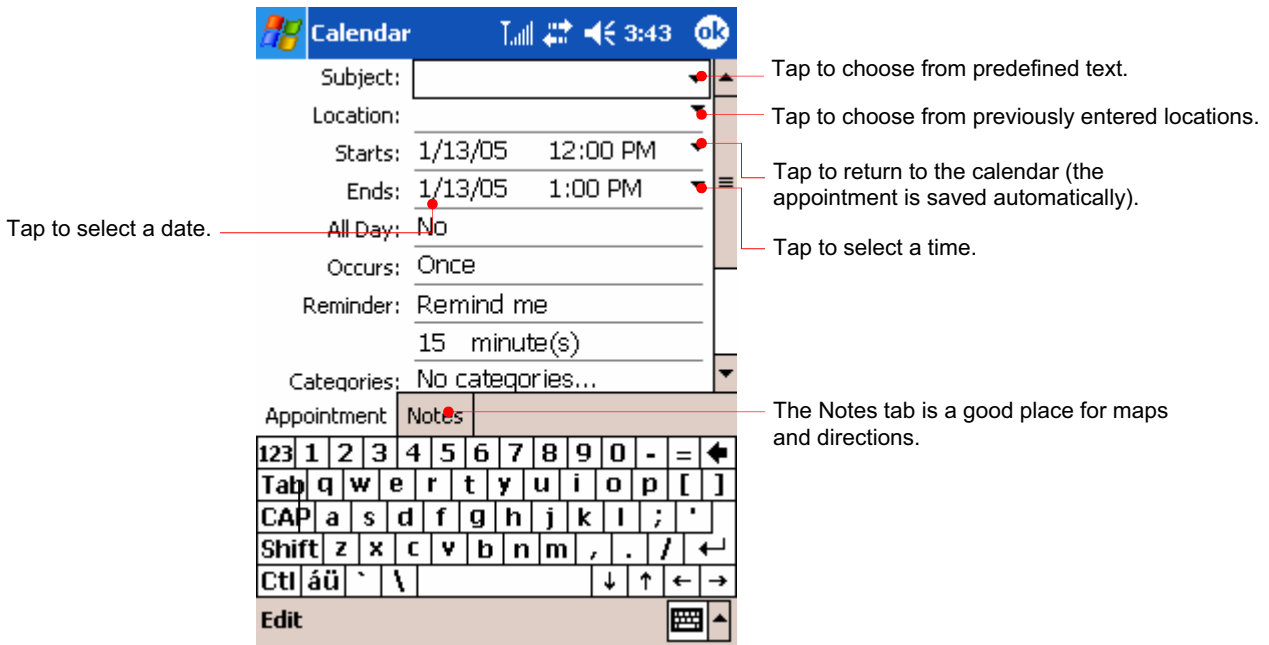 Calendar 3:43 ok
Subject:
Tap to choose from predefined text.
Location:
Tap to choose from previously entered locations.
Starts: 1/13/05 12:00 PM
Tap to return to the calendar (the
appointment is saved automatically).
Ends: 1/13/05 1:00 PM
Tap to select a date.
All Day: No
Tap to select a time.
Occurs: Once
Reminder: Remind me
15 minute(s)
Categories: No categories...
Appointment Notes
The Notes tab is a good place for maps
and directions.
123 1 2 3 4 5 6 7 8 9 0 - =
Tab q w e r t y u i o p [ ]
CAP a s d f g h j k l ; '
Shift z x c v b n m , . /
Ctl áü ` \ ↓ ↑ ← →
Edit